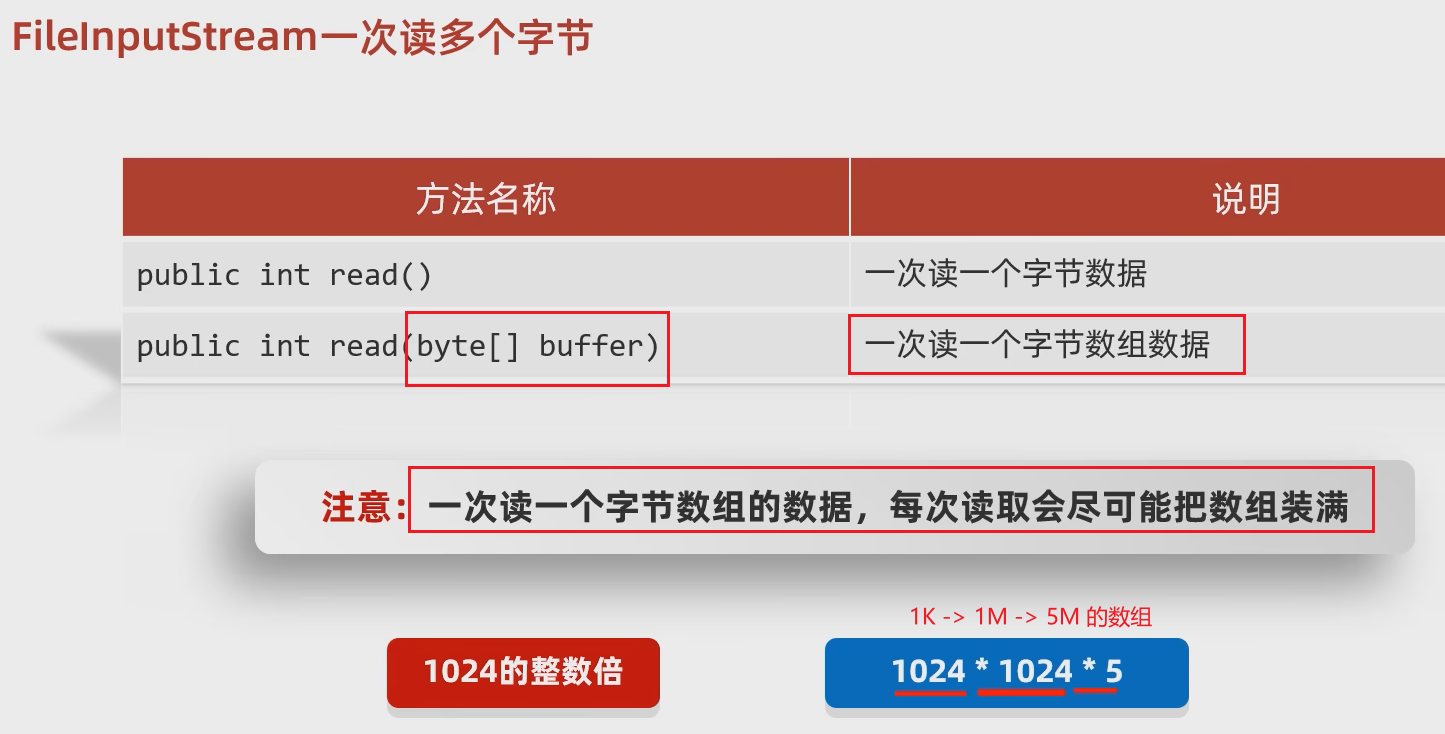 FileInputStream一次读多个字节
方法名称 说明
public int read() 一次读一个字节数据
public int read(byte[] buffer) 一次读一个字节数组数据
注意：一次读一个字节数组的数据，每次读取会尽可能把数组装满
1K -> 1M -> 5M 的数组
1024的整数倍 1024 * 1024 * 5